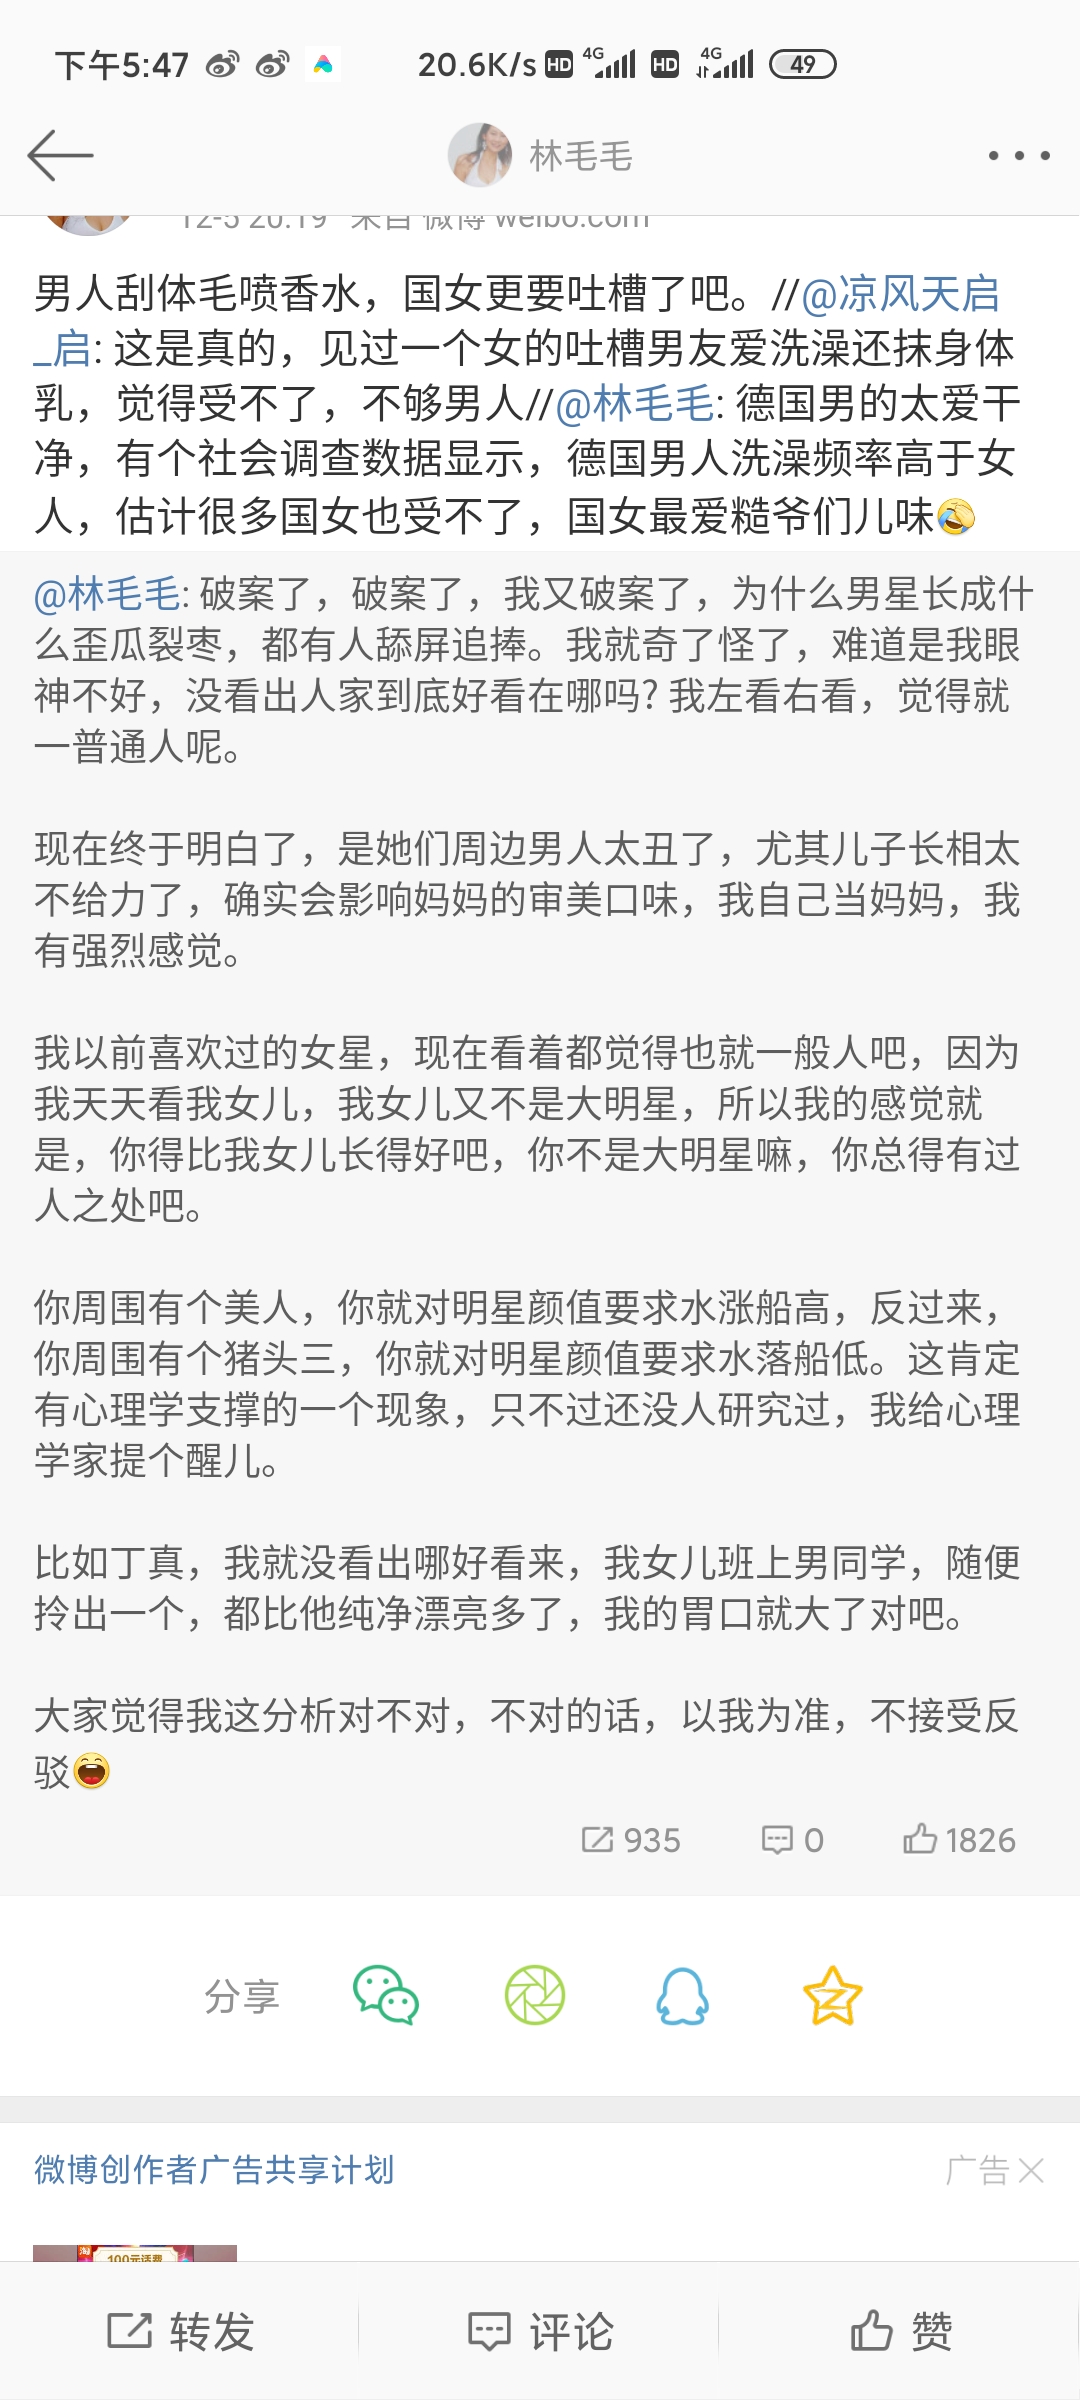 下午5:47 20.6K/s HD 4G HD 4G 49
林毛毛
12-5 20:19 来自 微博 weibo.com
男人刮体毛喷香水，国女更要吐槽了吧。//@凉风天启
_启: 这是真的，见过一个女的吐槽男友爱洗澡还抹身体
乳，觉得受不了，不够男人//@林毛毛: 德国男的太爱干
净，有个社会调查数据显示，德国男人洗澡频率高于女
人，估计很多国女也受不了，国女最爱糙爷们儿味🤣
@林毛毛: 破案了，破案了，我又破案了，为什么男星长成什
么歪瓜裂枣，都有人舔屏追捧。我就奇了怪了，难道是我眼
神不好，没看出人家到底好看在哪吗? 我左看右看，觉得就
一普通人呢。
现在终于明白了，是她们周边男人太丑了，尤其儿子长相太
不给力了，确实会影响妈妈的审美口味，我自己当妈妈，我
有强烈感觉。
我以前喜欢过的女星，现在看着都觉得也就一般人吧，因为
我天天看我女儿，我女儿又不是大明星，所以我的感觉就
是，你得比我女儿长得好吧，你不是大明星嘛，你总得有过
人之处吧。
你周围有个美人，你就对明星颜值要求水涨船高，反过来，
你周围有个猪头三，你就对明星颜值要求水落船低。这肯定
有心理学支撑的一个现象，只不过还没人研究过，我给心理
学家提个醒儿。
比如丁真，我就没看出哪好看来，我女儿班上男同学，随便
拎出一个，都比他纯净漂亮多了，我的胃口就大了对吧。
大家觉得我这分析对不对，不对的话，以我为准，不接受反
驳😄
935 0 1826
分享
微博创作者广告共享计划 广告
100元话费
转发 评论 赞